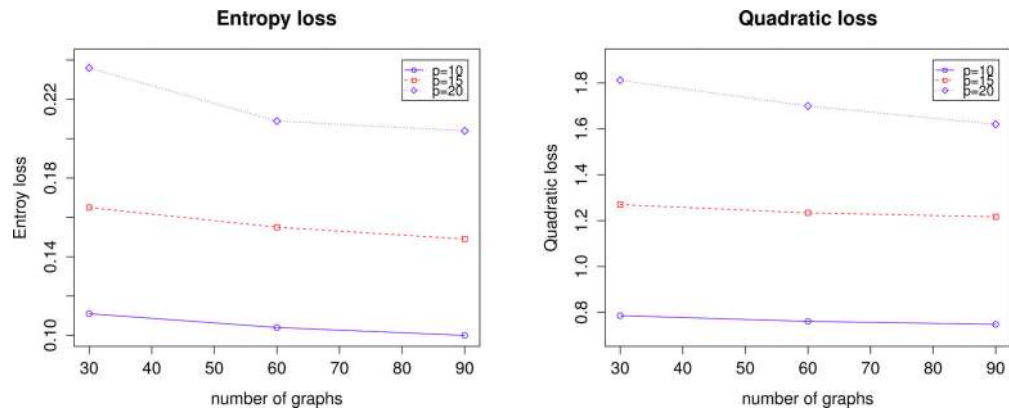 Entropy loss
Entroy loss
0.10
0.14
0.18
0.22
30
40
50
60
70
80
90
number of graphs
p=10
p=15
p=20
Quadratic loss
Quadratic loss
0.8
1.0
1.2
1.4
1.6
1.8
30
40
50
60
70
80
90
number of graphs
p=10
p=15
p=20